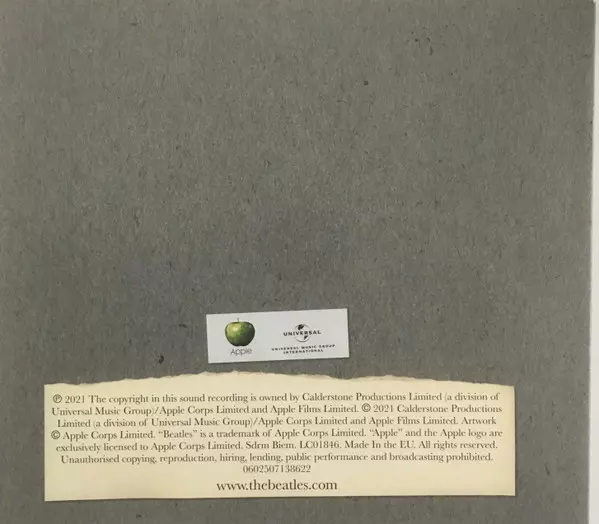 Apple
UNIVERSAL
UNIVERSAL MUSIC GROUP
INTERNATIONAL
℗ 2021 The copyright in this sound recording is owned by Calderstone Productions Limited (a division of
Universal Music Group)/Apple Corps Limited and Apple Films Limited. © 2021 Calderstone Productions
Limited (a division of Universal Music Group)/Apple Corps Limited and Apple Films Limited. Artwork
© Apple Corps Limited. “Beatles” is a trademark of Apple Corps Limited. “Apple” and the Apple logo are
exclusively licensed to Apple Corps Limited. Sdrm Biem. LC01846. Made In the EU. All rights reserved.
Unauthorised copying, reproduction, hiring, lending, public performance and broadcasting prohibited.
0602507138622
www.thebeatles.com